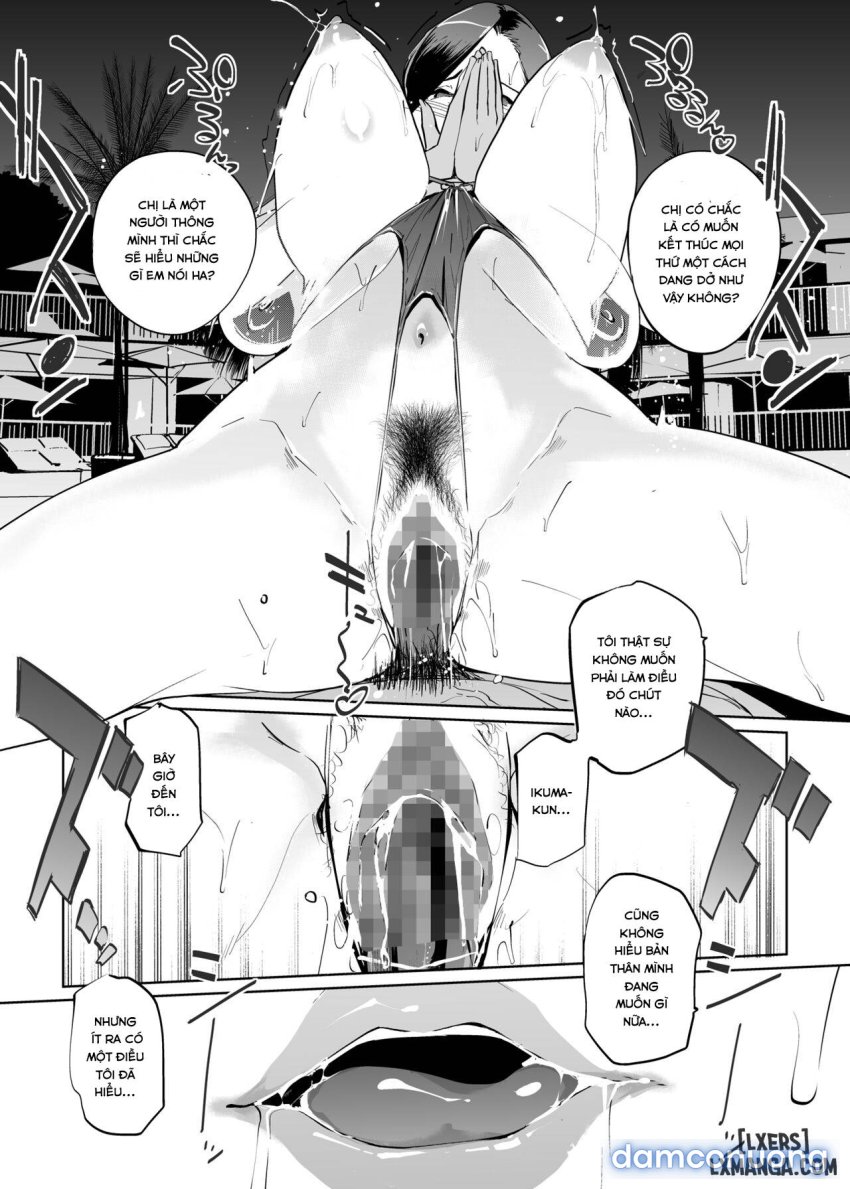 CHỊ CÓ CHẮC
LÀ CÓ MUỐN
KẾT THÚC MỌI
THỨ MỘT CÁCH
DANG DỞ NHƯ
VẬY KHÔNG?
CHỊ LÀ MỘT
NGƯỜI THÔNG
MINH THÌ CHẮC
SẼ HIỂU NHỮNG
GÌ EM NÓI HA?
TÔI THẬT SỰ
KHÔNG MUỐN
PHẢI LÀM ĐIỀU
ĐÓ CHÚT
NÀO...
IKUMA-
KUN...
BÂY
GIỜ
ĐẾN
TÔI...
CŨNG
KHÔNG
HIỂU BẢN
THÂN MÌNH
ĐANG
MUỐN GÌ
NỮA...
NHƯNG
ÍT RA CÓ
MỘT ĐIỀU
TÔI ĐÃ
HIỂU...
[LXERS]
LXMANGA.COM